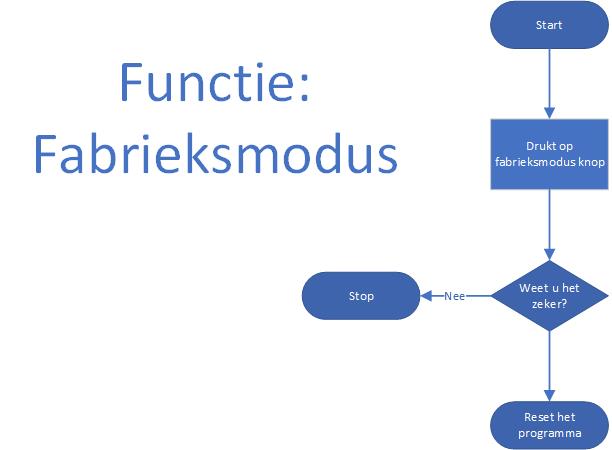 Functie:
Fabrieksmodus
Start
Drukt op
fabrieksmodus knop
Weet u het
zeker?
Nee
Stop
Reset het
programma